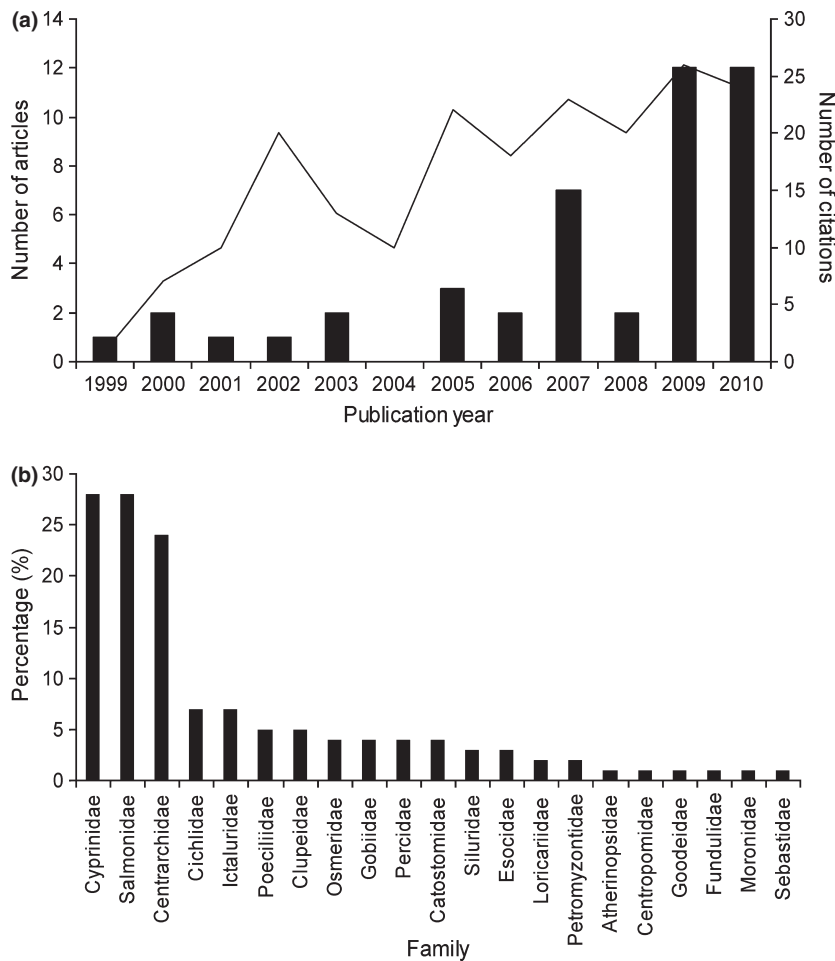 (a)
14
12
10
8
6
4
2
0
Number of articles
30
25
20
15
10
5
0
Number of citations
1999 2000 2001 2002 2003 2004 2005 2006 2007 2008 2009 2010
Publication year
(b)
30
25
20
15
10
5
0
Percentage (%)
Cyprinidae
Salmonidae
Centrarchidae
Cichlidae
Ictaluridae
Poeciliidae
Clupeidae
Osmeridae
Gobiidae
Percidae
Catostomidae
Siluridae
Esocidae
Loricariidae
Petromyzontidae
Atherinopsidae
Centropomidae
Goodeidae
Fundulidae
Moronidae
Sebastidae
Family